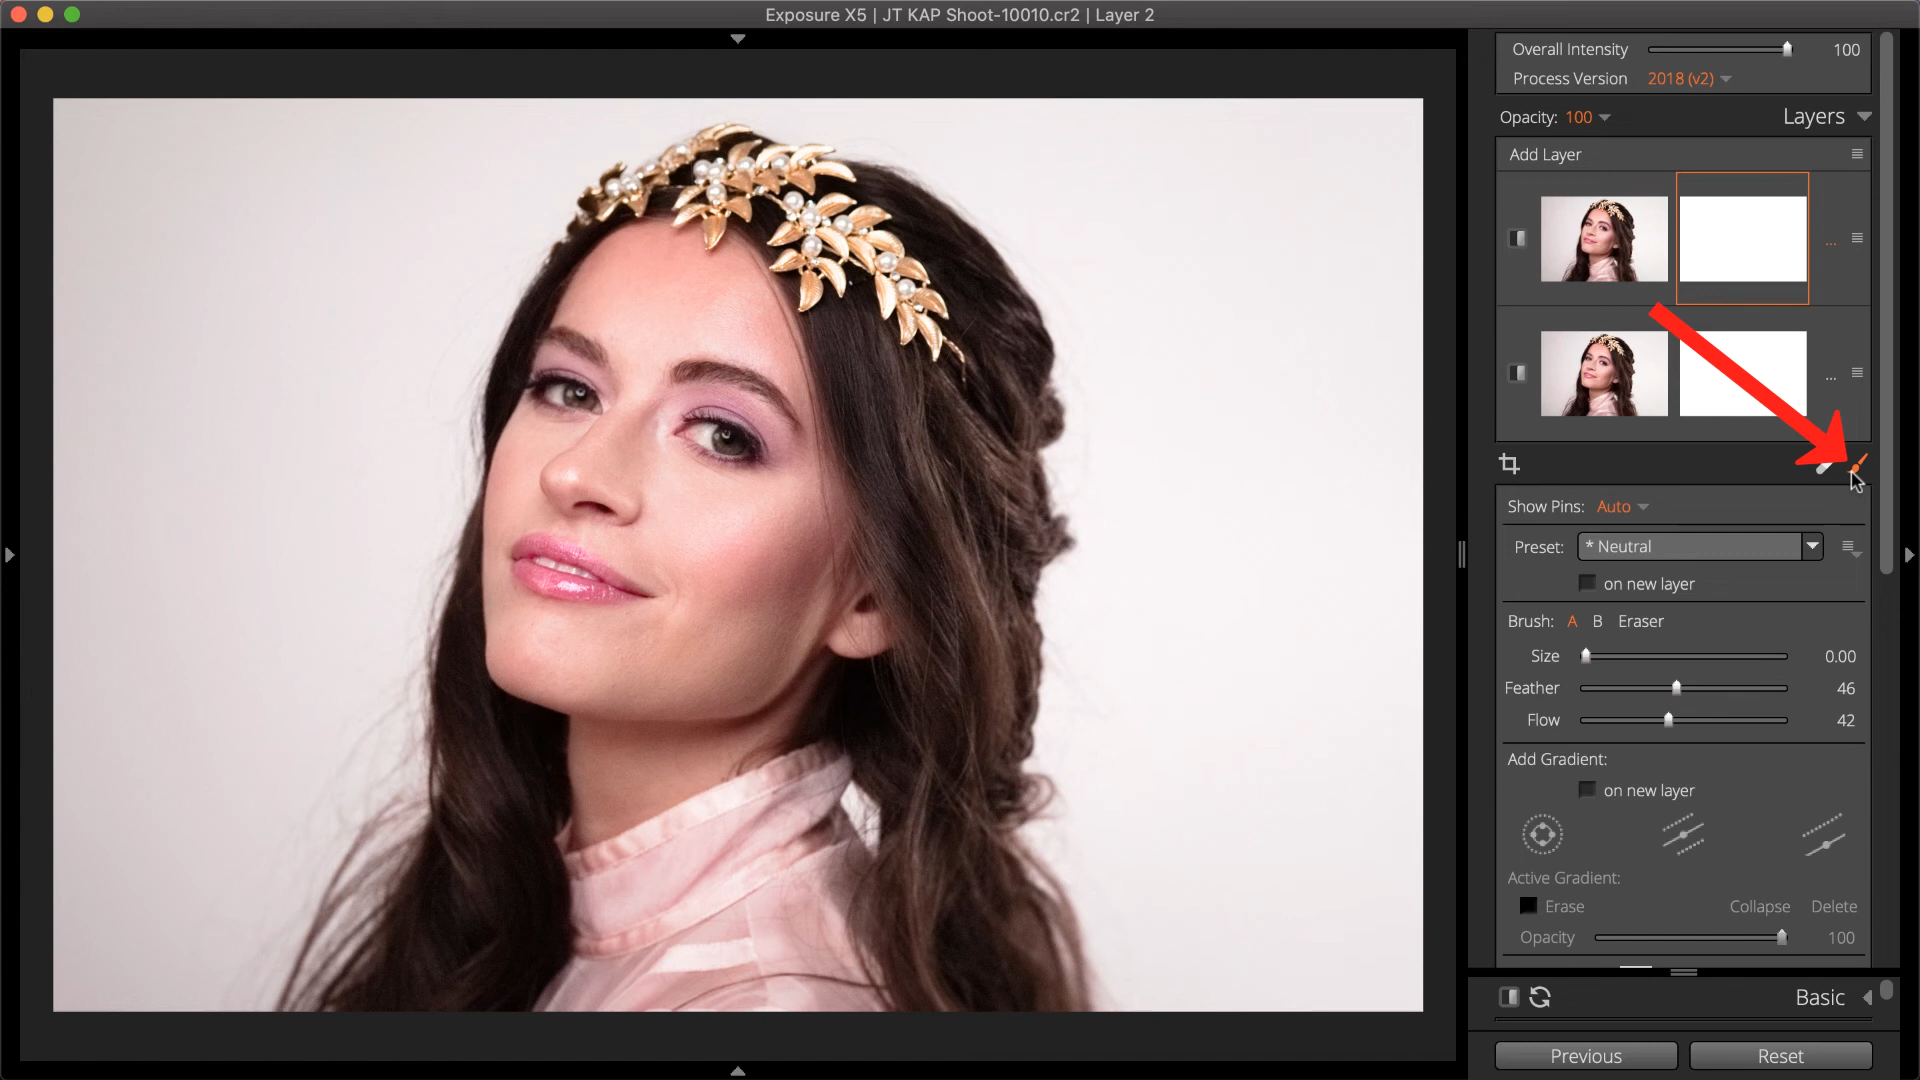 Exposure X5 | JT KAP Shoot-10010.cr2 | Layer 2
Overall Intensity 100
Process Version 2018 (v2)
Opacity: 100 Layers
Add Layer
...
...
Show Pins: Auto
Preset: * Neutral
on new layer
Brush: A B Eraser
Size 0.00
Feather 46
Flow 42
Add Gradient:
on new layer
Active Gradient:
Erase Collapse Delete
Opacity 100
Basic
Previous Reset